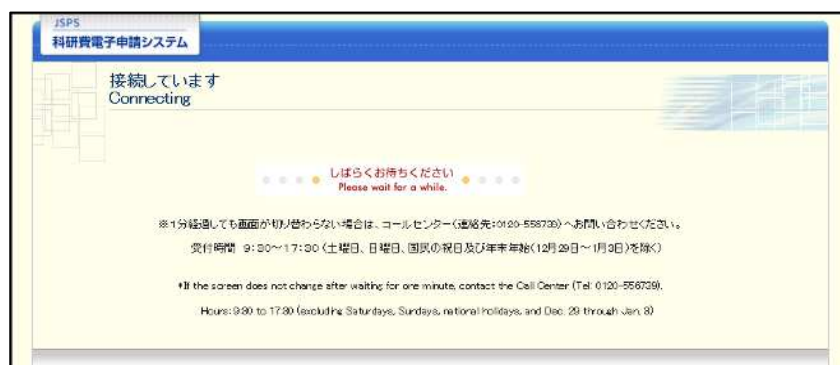 JSPS
科研費電子申請システム
接続しています
Connecting
しばらくお待ちください
Please wait for a while.
※1分経過しても画面が切り替わらない場合は、コールセンター(連絡先:0120-556739)へお問い合わせください。
受付時間 9:30~17:30(土曜日、日曜日、国民の祝日及び年末年始(12月29日~1月3日)を除く)
*If the screen does not change after waiting for one minute, contact the Call Center (Tel: 0120-556739).
Hours: 9:30 to 17:30 (excluding Saturdays, Sundays, national holidays, and Dec. 29 through Jan. 3)